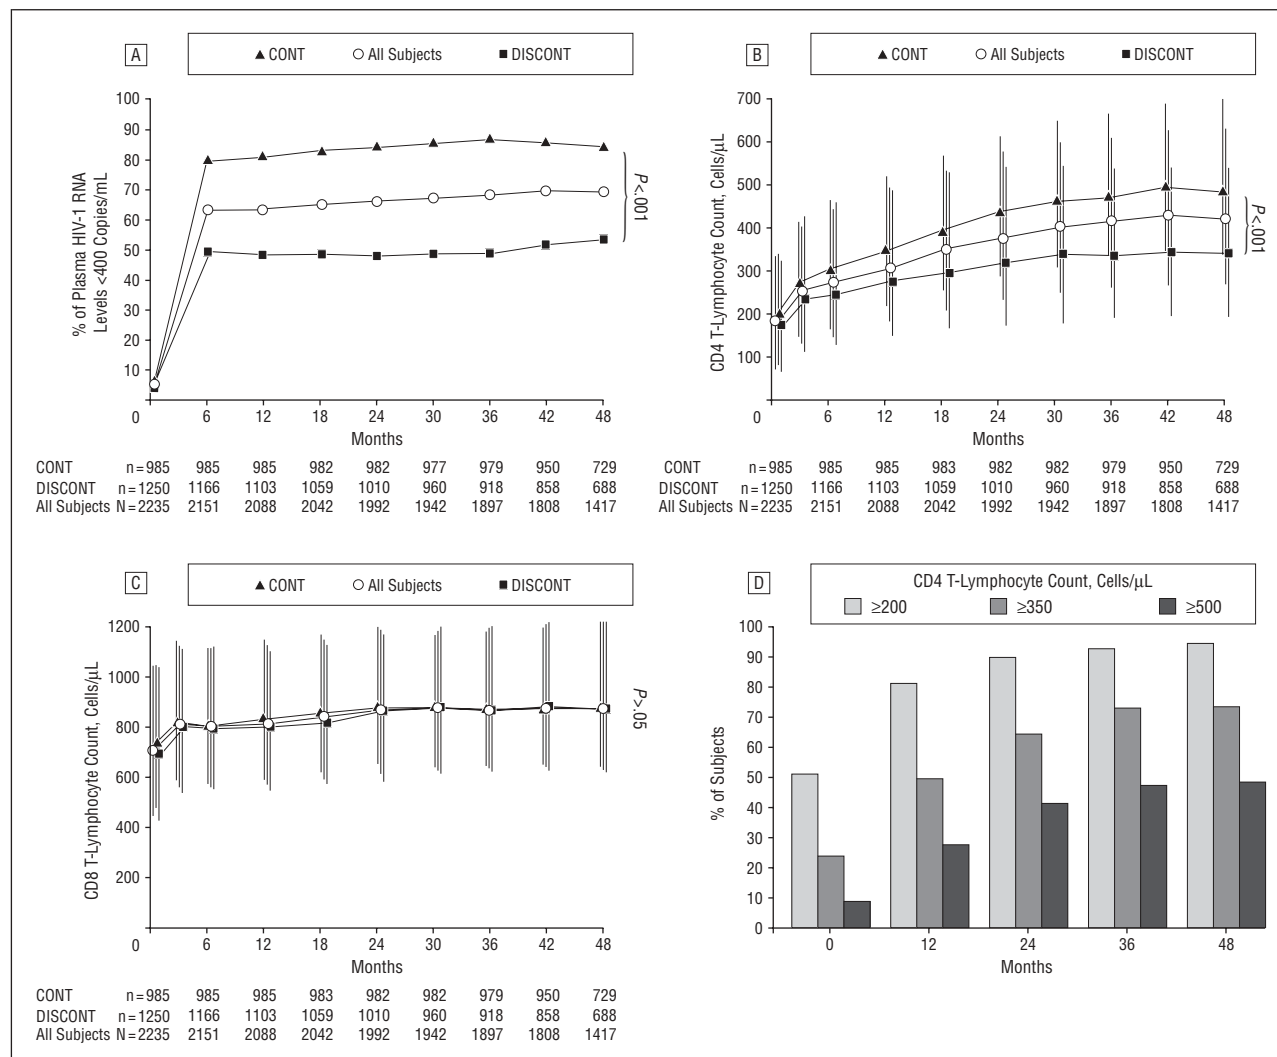 A
CONT
All Subjects
DISCONT
% of Plasma HIV-1 RNA
Levels <400 Copies/mL
100
90
80
70
60
50
40
30
20
10
0
6
12
18
24
30
36
42
48
Months
P<.001
CONT n=985 985 985 982 982 977 979 950 729
DISCONT n=1250 1166 1103 1059 1010 960 918 858 688
All Subjects N=2235 2151 2088 2042 1992 1942 1897 1808 1417
B
CONT
All Subjects
DISCONT
CD4 T-Lymphocyte Count, Cells/μL
700
600
500
400
300
200
100
0
6
12
18
24
30
36
42
48
Months
P<.001
CONT n=985 985 985 983 982 982 979 950 729
DISCONT n=1250 1166 1103 1059 1010 960 918 858 688
All Subjects N=2235 2151 2088 2042 1992 1942 1897 1808 1417
C
CONT
All Subjects
DISCONT
CD8 T-Lymphocyte Count, Cells/μL
1200
1000
800
600
400
200
0
6
12
18
24
30
36
42
48
Months
P>.05
CONT n=985 985 985 983 982 982 979 950 729
DISCONT n=1250 1166 1103 1059 1010 960 918 858 688
All Subjects N=2235 2151 2088 2042 1992 1942 1897 1808 1417
D
CD4 T-Lymphocyte Count, Cells/μL
≥200
≥350
≥500
% of Subjects
100
90
80
70
60
50
40
30
20
10
0
0
12
24
36
48
Months